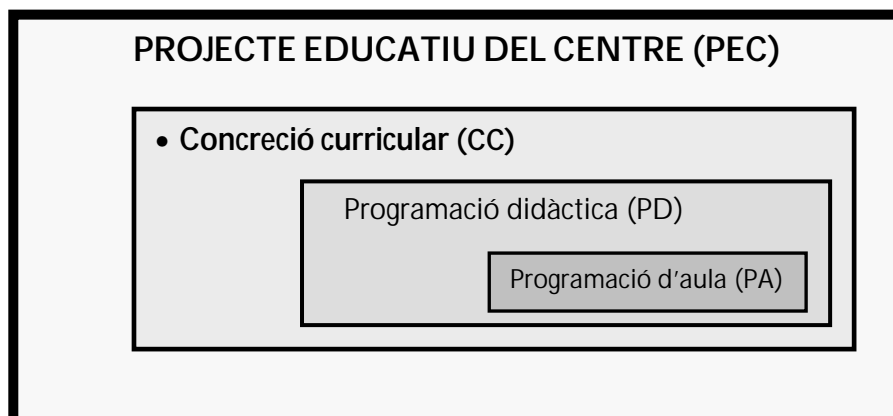 PROJECTE EDUCATIU DEL CENTRE (PEC)
• Concreció curricular (CC)
Programació didàctica (PD)
Programació d'aula (PA)